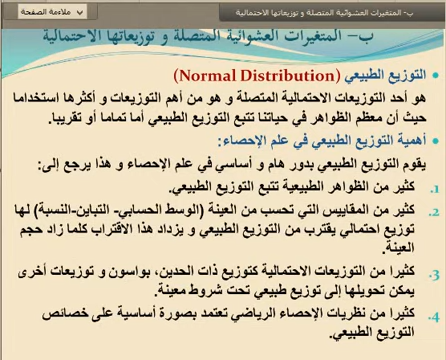 ب- المتغيرات العشوائية المتصلة و توزيعاتها الاحتمالية
ملاءمة الصفحة
ب- المتغيرات العشوائية المتصلة و توزيعاتها الاحتمالية
• التوزيع الطبيعي (Normal Distribution)
هو أحد التوزيعات الاحتمالية المتصلة و هو من أهم التوزيعات و أكثرها استخداما
حيث أن معظم الظواهر في حياتنا تتبع التوزيع الطبيعي أما تماما أو تقريبا.
• أهمية التوزيع الطبيعي في علم الإحصاء:
يقوم التوزيع الطبيعي بدور هام و أساسي في علم الإحصاء و هذا يرجع إلى:
1. كثير من الظواهر الطبيعية تتبع التوزيع الطبيعي.
2. كثير من المقاييس التي تحسب من العينة (الوسط الحسابي- التباين-النسبة) لها
توزيع احتمالي يقترب من التوزيع الطبيعي و يزداد هذا الاقتراب كلما زاد حجم
العينة.
3. كثيرا من التوزيعات الاحتمالية كتوزيع ذات الحدين، بواسون و توزيعات أخرى
يمكن تحويلها إلى توزيع طبيعي تحت شروط معينة.
4. كثيرا من نظريات الإحصاء الرياضي تعتمد بصورة أساسية على خصائص
التوزيع الطبيعي.